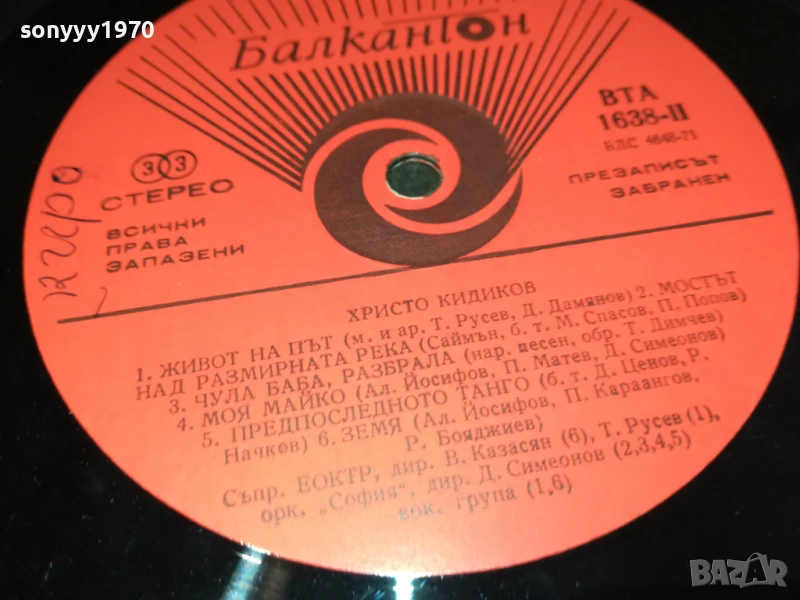 sonyyy1970
Балкантон
ВТА
1638-II
БДС 4848-71
33
СТЕРЕО
ПРЕЗАПИСЪТ
ЗАБРАНЕН
ВСИЧКИ
ПРАВА
ЗАПАЗЕНИ
киро
ХРИСТО КИДИКОВ
1. ЖИВОТ НА ПЪТ (м. и ар. Т. Русев, Д. Дамянов) 2. МОСТЪТ
НАД РАЗМИРНАТА РЕКА (Саймън, б. т. М. Спасов, П. Попов)
3. ЧУЛА БАБА, РАЗБРАЛА (нар. песен, обр. Т. Димчев)
4. МОЯ МАЙКО (Ал. Йосифов, П. Матев, Д. Симеонов)
5. ПРЕДПОСЛЕДНОТО ТАНГО (б. т. Д. Ценов, Р.
Начков) 6. ЗЕМЯ (Ал. Йосифов, П. Караангов,
Р. Бояджиев)
Съпр. ЕОКТР, дир. В. Казасян (6), Т. Русев (1),
орк. „София“, дир. Д. Симеонов (2,3,4,5)
вок. група (1,6)
BAZAR